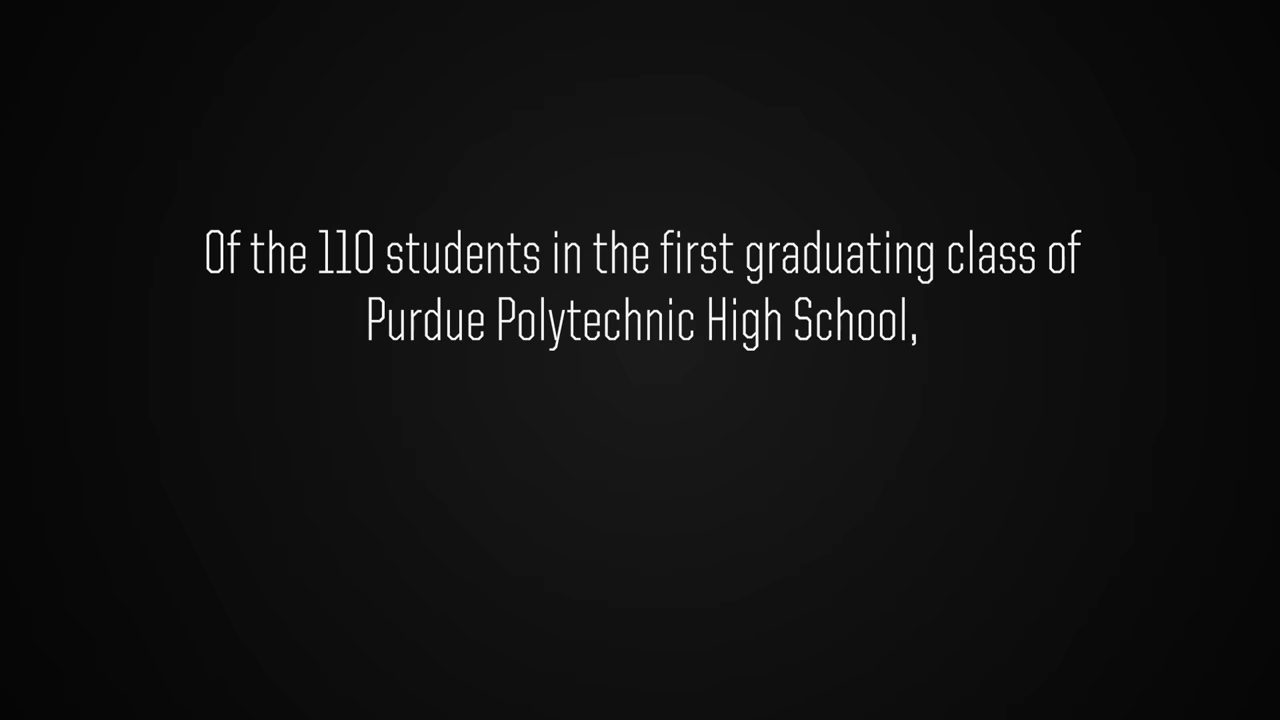 Of the 110 students in the first graduating class of
Purdue Polytechnic High School,